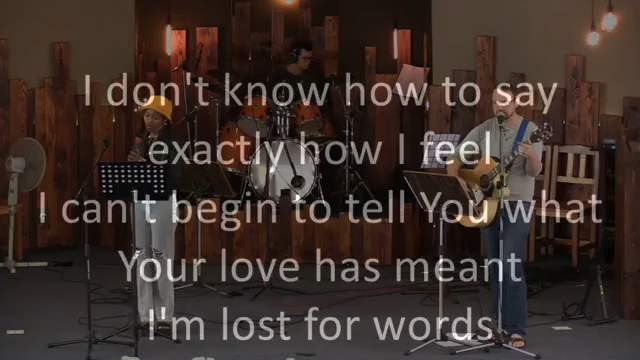 I don't know how to say
exactly how I feel
I can't begin to tell You what
Your love has meant
I'm lost for words